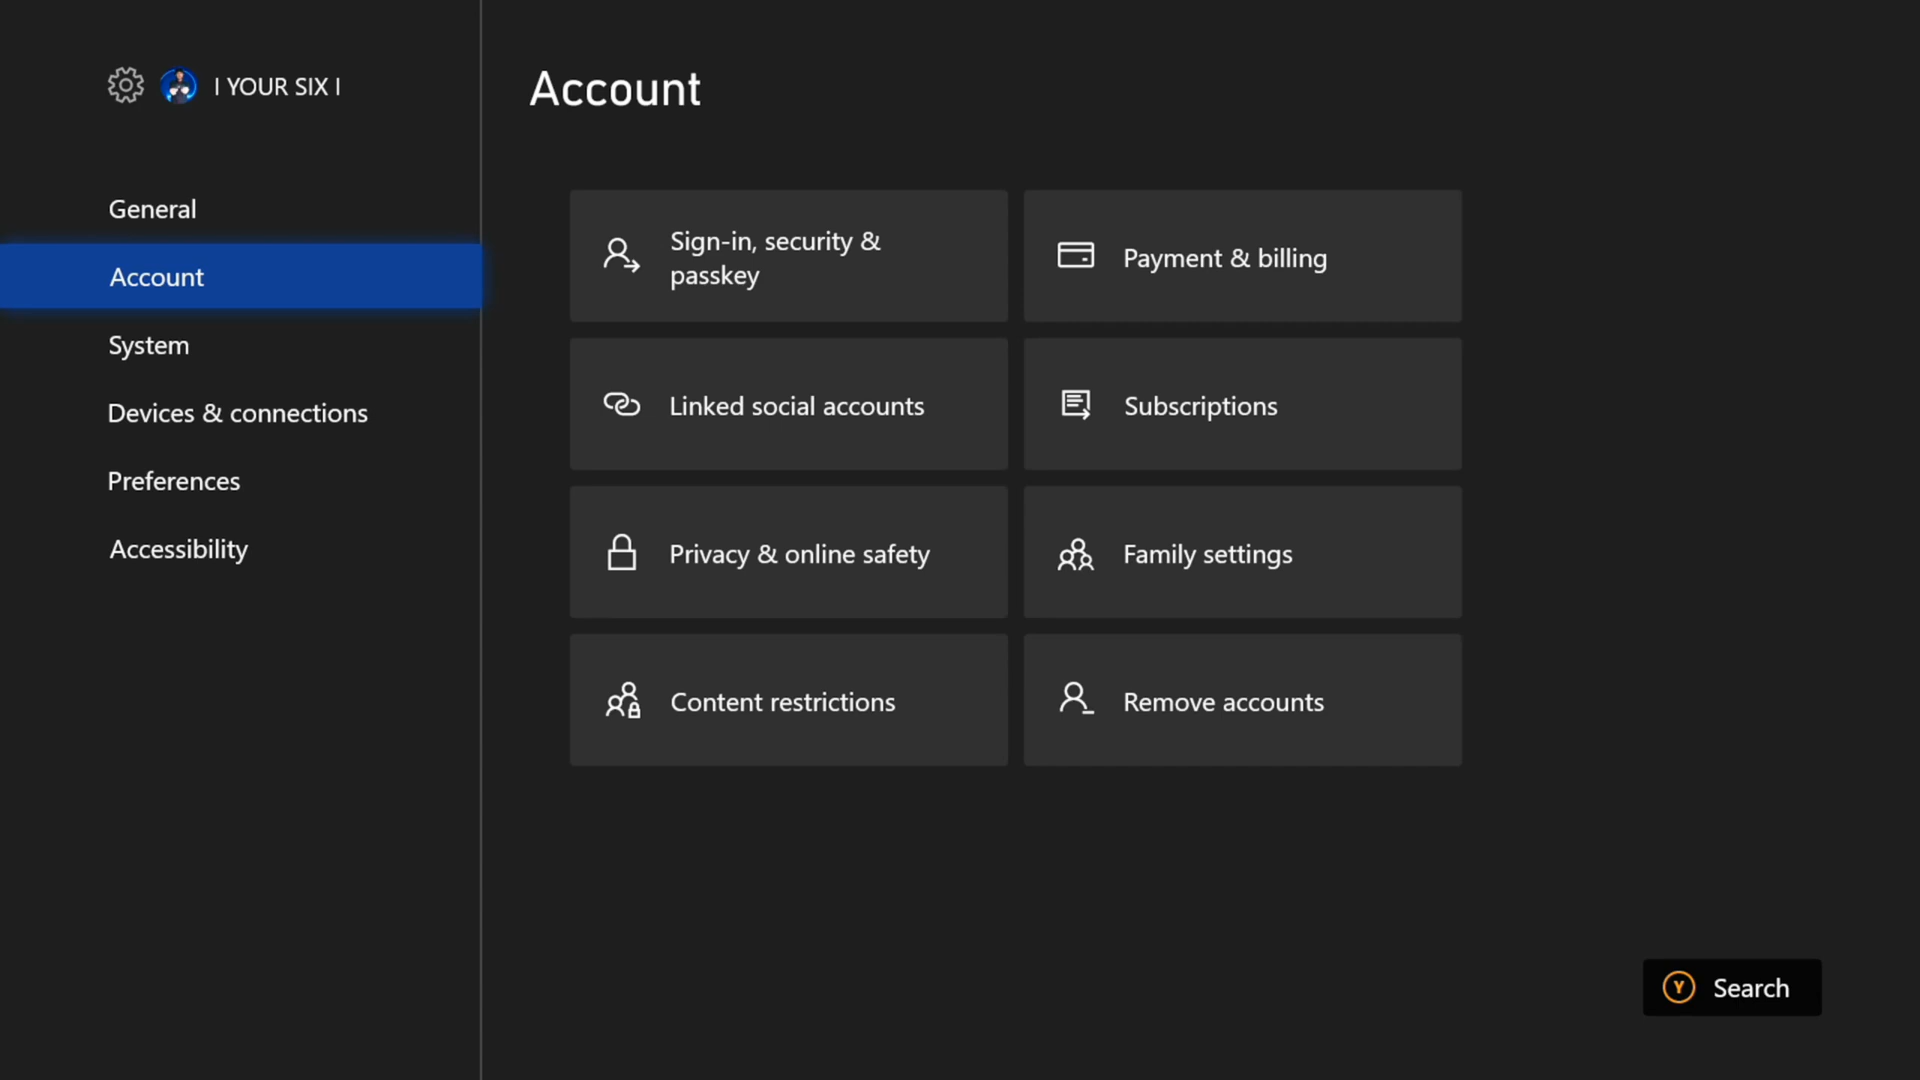 I YOUR SIX I
General
Account
System
Devices & connections
Preferences
Accessibility
Account
Sign-in, security &
passkey
Payment & billing
Linked social accounts
Subscriptions
Privacy & online safety
Family settings
Content restrictions
Remove accounts
Y Search